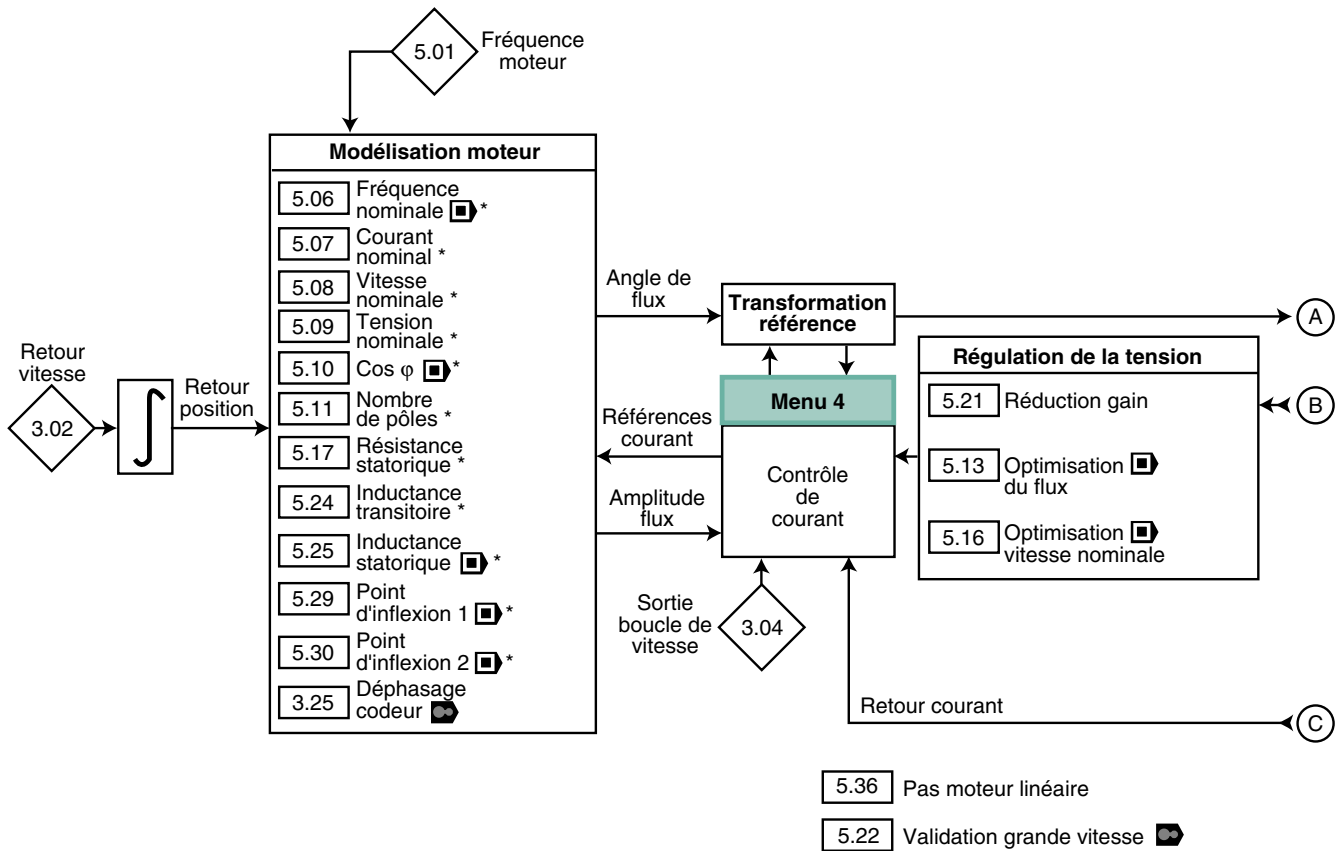 5.01
Fréquence
moteur
Modélisation moteur
5.06
Fréquence
nominale *
5.07
Courant
nominal *
5.08
Vitesse
nominale *
5.09
Tension
nominale *
5.10
Cos φ *
5.11
Nombre
de pôles *
5.17
Résistance
statorique *
5.24
Inductance
transitoire *
5.25
Inductance
statorique *
5.29
Point
d'inflexion 1 *
5.30
Point
d'inflexion 2 *
3.25
Déphasage
codeur
Retour
vitesse
3.02
∫
Retour
position
Angle de
flux
Références
courant
Amplitude
flux
Transformation
référence
Menu 4
Contrôle
de
courant
Sortie
boucle de
vitesse
3.04
Régulation de la tension
5.21
Réduction gain
5.13
Optimisation
du flux
5.16
Optimisation
vitesse nominale
A
B
Retour courant
C
5.36
Pas moteur linéaire
5.22
Validation grande vitesse